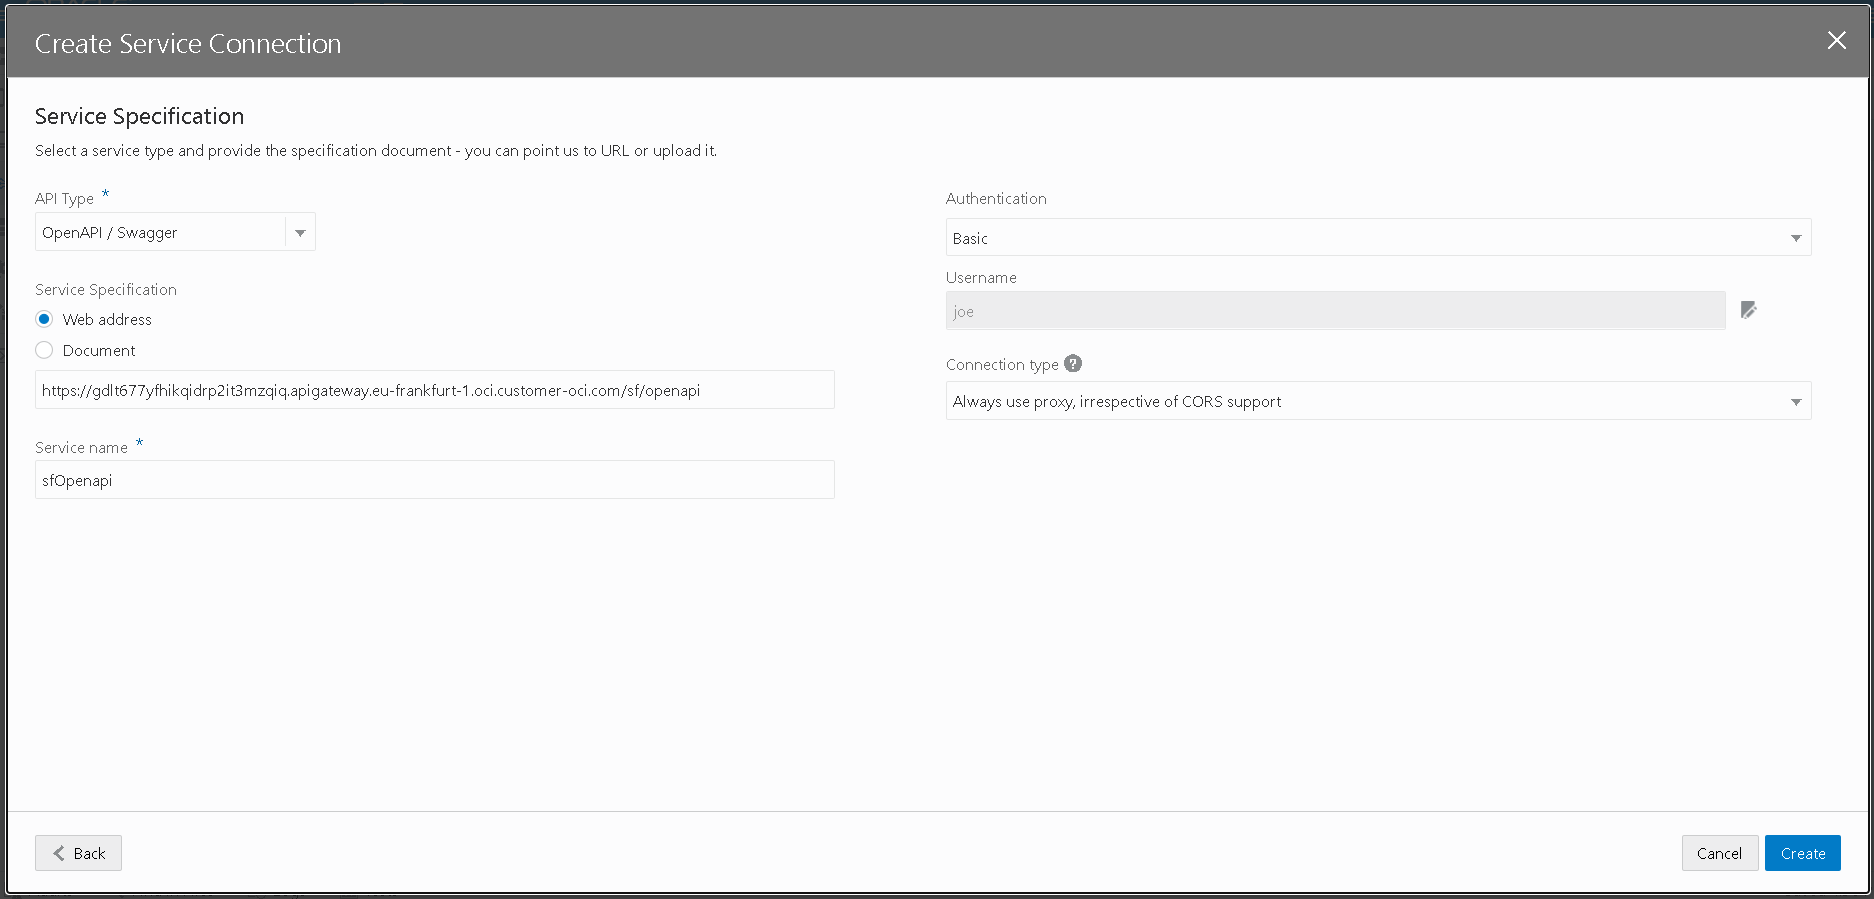 Create Service Connection
Service Specification
Select a service type and provide the specification document - you can point us to URL or upload it.
API Type *
OpenAPI / Swagger
Service Specification
Web address
Document
https://gdlt677yfhikqidrp2it3mzqiq.apigateway.eu-frankfurt-1.oci.customer-oci.com/sf/openapi
Service name *
sfOpenapi
Authentication
Basic
Username
joe
Connection type ?
Always use proxy, irrespective of CORS support
Back
Cancel
Create